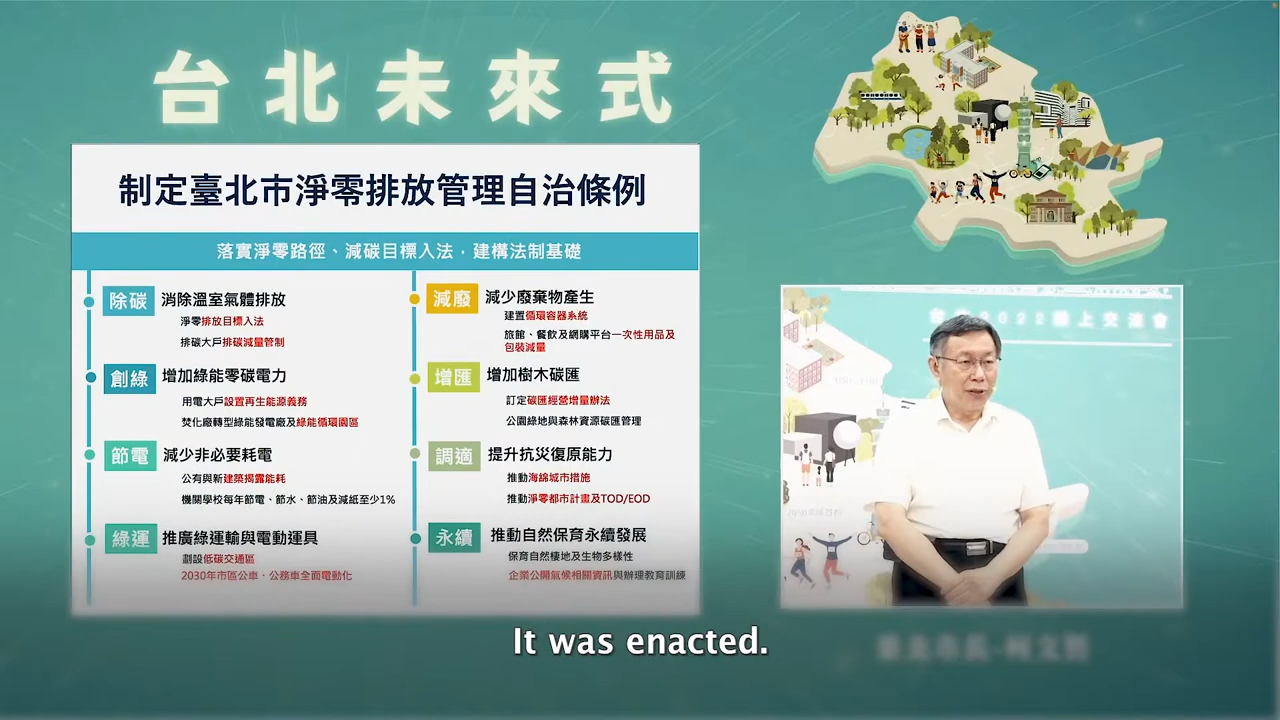 台北未來式
制定臺北市淨零排放管理自治條例
落實淨零路徑、減碳目標入法，建構法制基礎
除碳 消除溫室氣體排放
淨零排放目標入法
排碳大戶排碳減量管制
創綠 增加綠能零碳電力
用電大戶設置再生能源義務
焚化廠轉型綠能發電廠及綠能循環園區
節電 減少非必要耗電
公有與新建築揭露能耗
機關學校每年節電、節水、節油及減紙至少1%
綠運 推廣綠運輸與電動運具
劃設低碳交通區
2030年市區公車、公務車全面電動化
減廢 減少廢棄物產生
建置循環容器系統
旅館、餐飲及網購平台一次性用品及
包裝減量
增匯 增加樹木碳匯
訂定碳匯經營增量辦法
公園綠地與森林資源碳匯管理
調適 提升抗災復原能力
推動海綿城市措施
推動淨零都市計畫及TOD/EOD
永續 推動自然保育永續發展
保育自然棲地及生物多樣性
企業公開氣候相關資訊與辦理教育訓練
2022線上交流會
It was enacted.